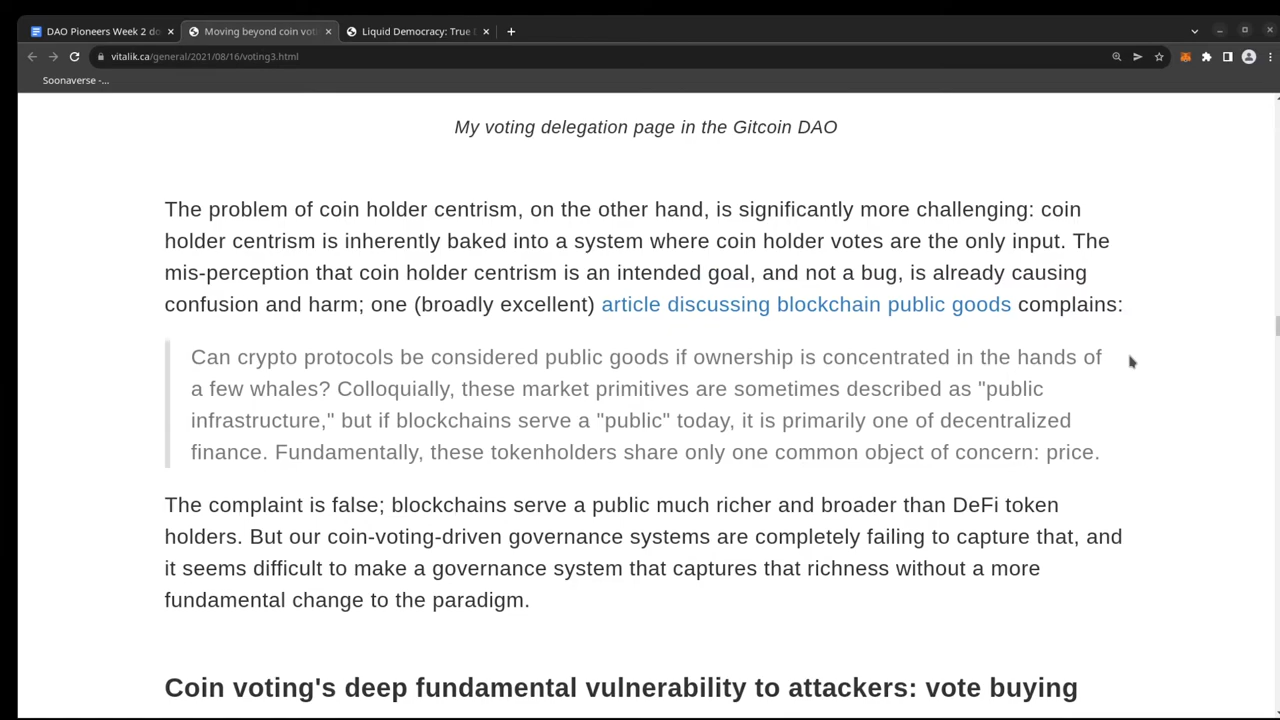 DAO Pioneers Week 2 do
Moving beyond coin voti
Liquid Democracy: True D
vitalik.ca/general/2021/08/16/voting3.html
Soonaverse -...
My voting delegation page in the Gitcoin DAO
The problem of coin holder centrism, on the other hand, is significantly more challenging: coin
holder centrism is inherently baked into a system where coin holder votes are the only input. The
mis-perception that coin holder centrism is an intended goal, and not a bug, is already causing
confusion and harm; one (broadly excellent) article discussing blockchain public goods complains:
Can crypto protocols be considered public goods if ownership is concentrated in the hands of
a few whales? Colloquially, these market primitives are sometimes described as "public
infrastructure," but if blockchains serve a "public" today, it is primarily one of decentralized
finance. Fundamentally, these tokenholders share only one common object of concern: price.
The complaint is false; blockchains serve a public much richer and broader than DeFi token
holders. But our coin-voting-driven governance systems are completely failing to capture that, and
it seems difficult to make a governance system that captures that richness without a more
fundamental change to the paradigm.
Coin voting's deep fundamental vulnerability to attackers: vote buying